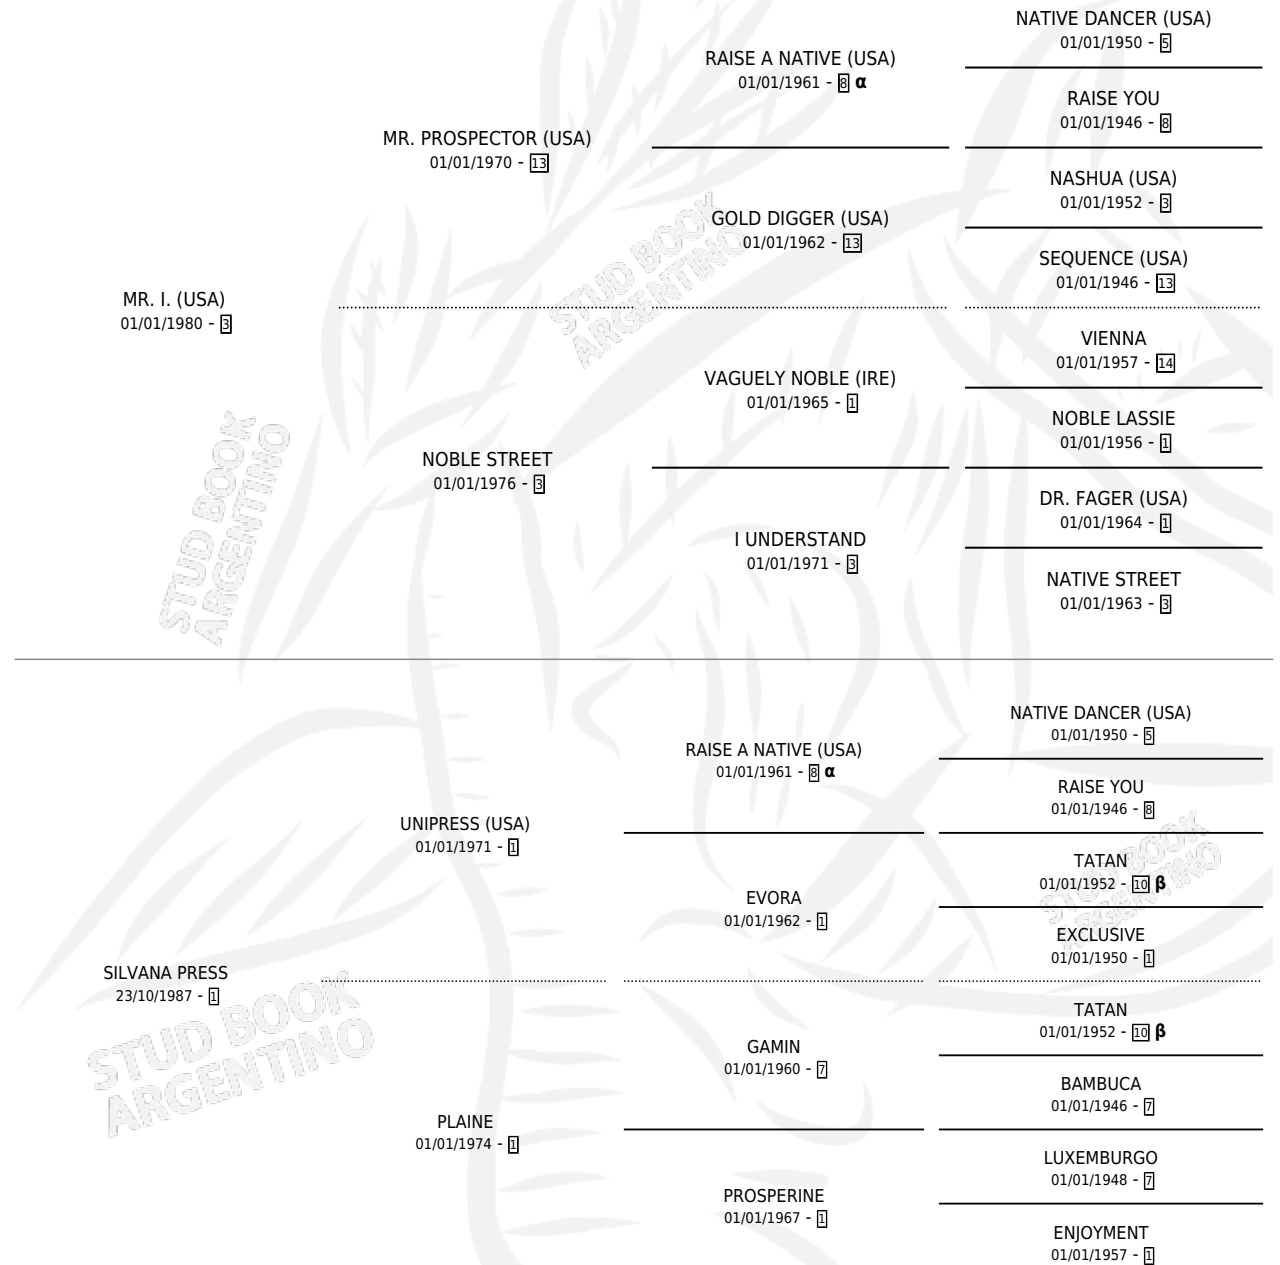 NATIVE DANCER (USA)
01/01/1950 - 5
RAISE A NATIVE (USA)
01/01/1961 - 8 α
RAISE YOU
01/01/1946 - 8
MR. PROSPECTOR (USA)
01/01/1970 - 13
NASHUA (USA)
01/01/1952 - 3
GOLD DIGGER (USA)
01/01/1962 - 13
SEQUENCE (USA)
01/01/1946 - 13
MR. I. (USA)
01/01/1980 - 3
VIENNA
01/01/1957 - 14
VAGUELY NOBLE (IRE)
01/01/1965 - 1
NOBLE LASSIE
01/01/1956 - 1
NOBLE STREET
01/01/1976 - 3
DR. FAGER (USA)
01/01/1964 - 1
I UNDERSTAND
01/01/1971 - 3
NATIVE STREET
01/01/1963 - 3
NATIVE DANCER (USA)
01/01/1950 - 5
RAISE A NATIVE (USA)
01/01/1961 - 8 α
RAISE YOU
01/01/1946 - 8
UNIPRESS (USA)
01/01/1971 - 1
TATAN
01/01/1952 - 10 β
EVORA
01/01/1962 - 1
EXCLUSIVE
01/01/1950 - 1
SILVANA PRESS
23/10/1987 - 1
TATAN
01/01/1952 - 10 β
GAMIN
01/01/1960 - 7
BAMBUCA
01/01/1946 - 7
PLAINE
01/01/1974 - 1
LUXEMBURGO
01/01/1948 - 7
PROSPERINE
01/01/1967 - 1
ENJOYMENT
01/01/1957 - 1
STUD BOOK
ARGENTINO
STUD BOOK
ARGENTINO
STUD BOOK
ARGENTINO
STUD BOOK
ARGENTINO